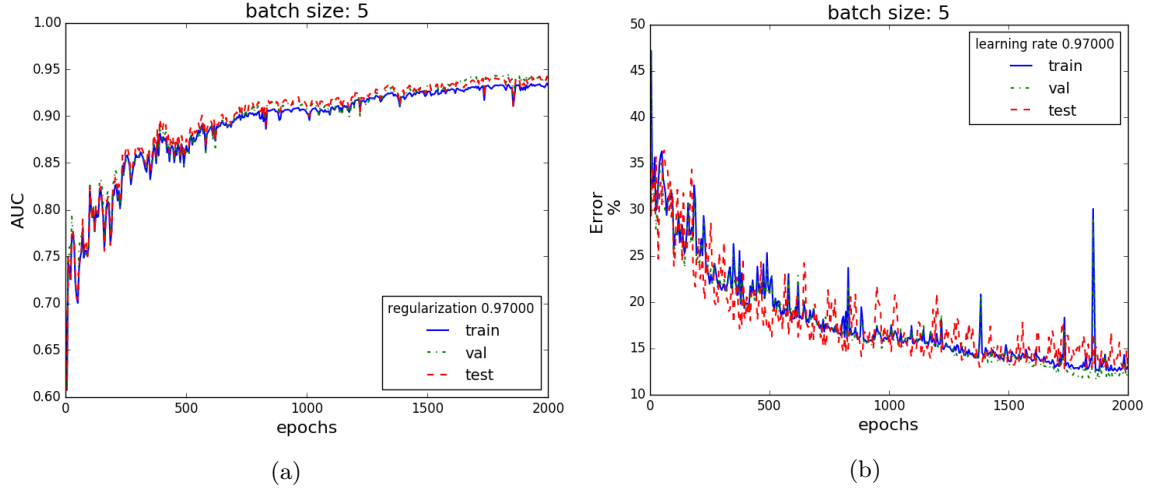 batch size: 5
1.00
0.95
0.90
0.85
0.80
0.75
0.70
0.65
0.60
AUC
0
500
1000
1500
2000
epochs
regularization 0.97000
train
val
test
(a)
batch size: 5
50
45
40
35
30
25
20
15
10
Error
%
0
500
1000
1500
2000
epochs
learning rate 0.97000
train
val
test
(b)